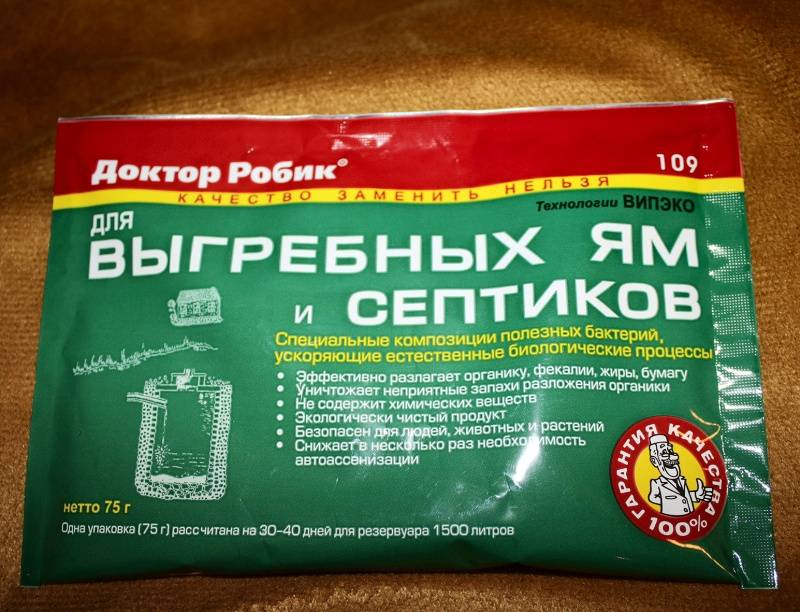 Доктор Робик®
109
КАЧЕСТВО ЗАМЕНИТЬ НЕЛЬЗЯ
Технологии ВИПЭКО
для
ВЫГРЕБНЫХ ЯМ
и СЕПТИКОВ
Специальные композиции полезных бактерий,
ускоряющие естественные биологические процессы
• Эффективно разлагает органику, фекалии, жиры, бумагу
• Уничтожает неприятные запахи разложения органики
• Не содержит химических веществ
• Экологически чистый продукт
• Безопасен для людей, животных и растений
• Снижает в несколько раз необходимость
автоассенизации
ГАРАНТИЯ КАЧЕСТВА
100%
нетто 75 г
Одна упаковка (75 г) рассчитана на 30-40 дней для резервуара 1500 литров